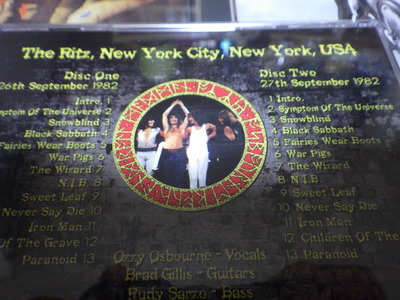 The Ritz, New York City, New York, USA
Disc One
26th September 1982
Intro. 1
mptom Of The Universe 2
Snowblind 3
Black Sabbath 4
Fairies Wear Boots 5
War Pigs 6
The Wizard 7
N.I.B. 8
Sweet Leaf 9
Never Say Die 10
Iron Man 11
Of The Grave 12
Paranoid 13
Disc Two
27th September 1982
1 Intro.
2 Symptom Of The Universe
3 Snowblind
4 Black Sabbath
5 Fairies Wear Boots
6 War Pigs
7 The Wizard
8 N.I.B.
9 Sweet Leaf
10 Never Say Die
11 Iron Man
12 Children Of The
13 Paranoid
Ozzy Osbourne - Vocals
Brad Gillis - Guitars
Rudy Sarzo - Bass